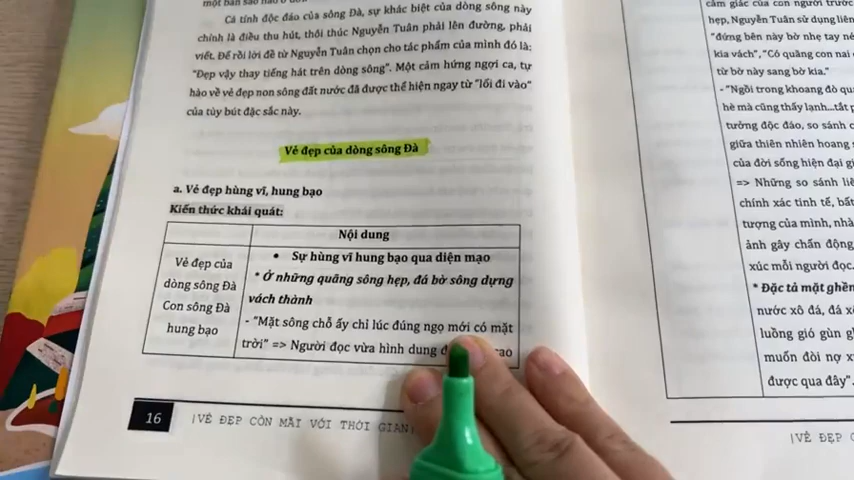 Cá tính độc đáo của sông Đà, sự khác biệt của dòng sông này
chính là điều thu hút, thôi thúc Nguyễn Tuân phải lên đường, phải
viết. Để rồi lời đề từ Nguyễn Tuân chọn cho tác phẩm của mình đó là:
"Đẹp vậy thay tiếng hát trên dòng sông". Một cảm hứng ngợi ca, tự
hào về vẻ đẹp non sông đất nước đã được thể hiện ngay từ "lối đi vào"
của tùy bút đặc sắc này.
Vẻ đẹp của dòng sông Đà
a. Vẻ đẹp hùng vĩ, hung bạo
Kiến thức khái quát:
Nội dung
Vẻ đẹp của
dòng sông Đà
Con sông Đà
hung bạo
• Sự hùng vĩ hung bạo qua diện mạo
* Ở những quãng sông hẹp, đá bờ sông dựng
vách thành
- "Mặt sông chỗ ấy chỉ lúc đúng ngọ mới có mặt
trời" => Người đọc vừa hình dung cao
16
|VẺ ĐẸP CÒN MÃI VỚI THỜI GIAN|
cảm giác của con người trước
hẹp, Nguyễn Tuân sử dụng liên
"đứng bên này bờ nhẹ tay n
kia vách", "Có quãng con nai
từ bờ này sang bờ kia."
- "Ngồi trong khoang đò qu
hè mà cũng thấy lạnh...tắt p
tưởng độc đáo, so sánh c
giữa thiên nhiên hoang
của đời sống hiện đại gi
=> Những so sánh liê
chính xác tinh tế, bất
tượng của mình, nhà
ảnh gây chấn động
xúc mỗi người đọc.
* Đặc tả mặt ghền
nước xô đá, đá x
luồng gió gùn g
muốn đòi nợ x
được qua đây".
|VẺ ĐẸP C